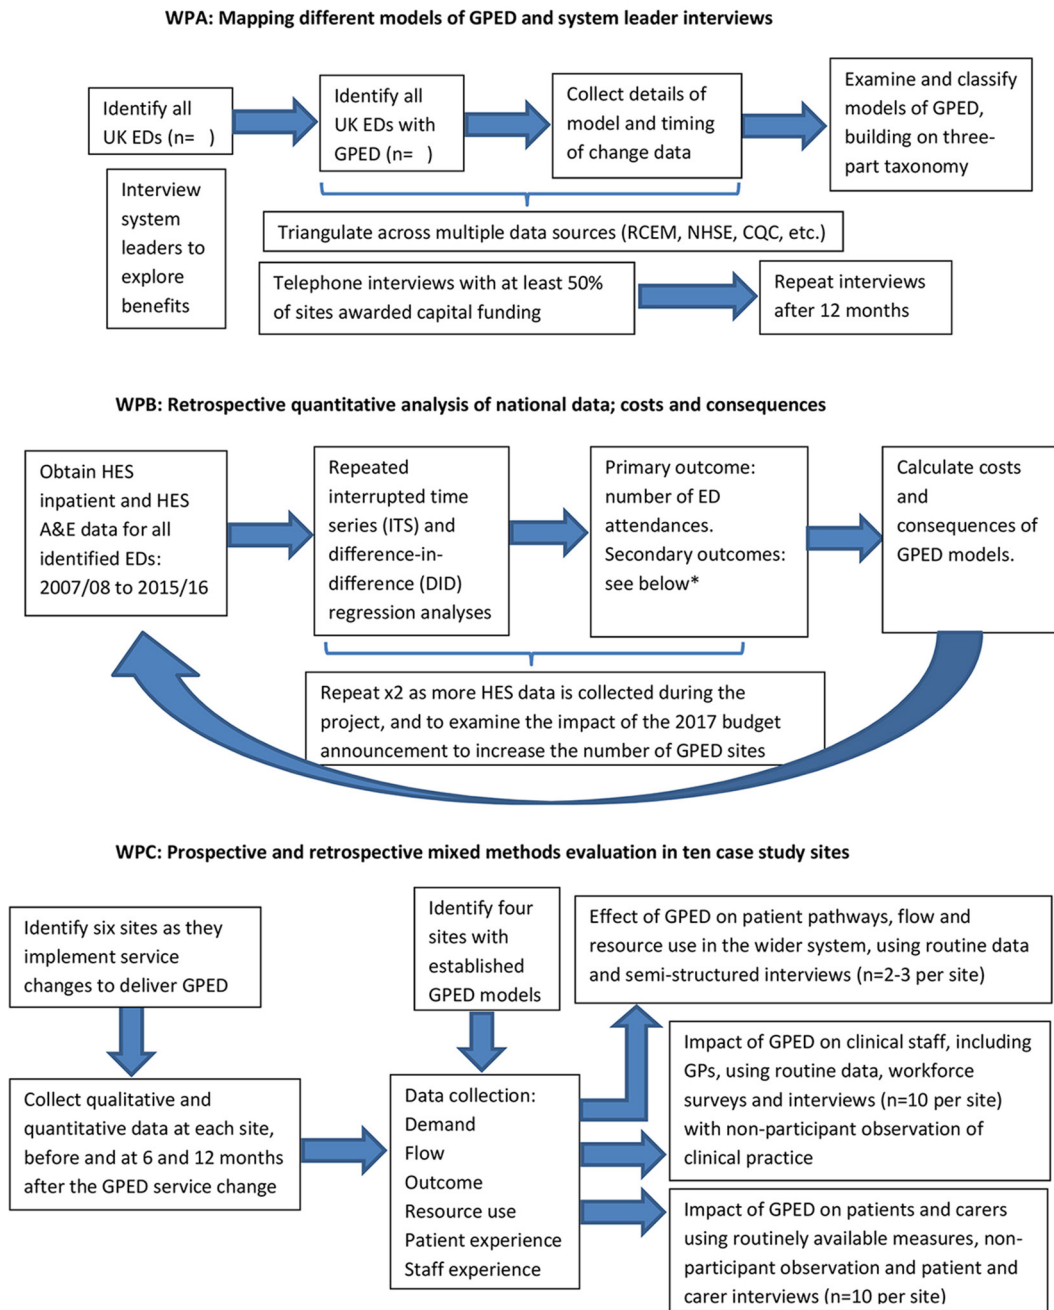 WPA: Mapping different models of GPED and system leader interviews
Identify all
UK EDs (n=   )
Identify all
UK EDs with
GPED (n=   )
Collect details of
model and timing
of change data
Examine and classify
models of GPED,
building on three-
part taxonomy
Interview
system
leaders to
explore
benefits
Triangulate across multiple data sources (RCEM, NHSE, CQC, etc.)
Telephone interviews with at least 50%
of sites awarded capital funding
Repeat interviews
after 12 months
WPB: Retrospective quantitative analysis of national data; costs and consequences
Obtain HES
inpatient and HES
A&E data for all
identified EDs:
2007/08 to 2015/16
Repeated
interrupted time
series (ITS) and
difference-in-
difference (DID)
regression analyses
Primary outcome:
number of ED
attendances.
Secondary outcomes:
see below*
Calculate costs
and
consequences of
GPED models.
Repeat x2 as more HES data is collected during the
project, and to examine the impact of the 2017 budget
announcement to increase the number of GPED sites
WPC: Prospective and retrospective mixed methods evaluation in ten case study sites
Identify six sites as they
implement service
changes to deliver GPED
Identify four
sites with
established
GPED models
Effect of GPED on patient pathways, flow and
resource use in the wider system, using routine data
and semi-structured interviews (n=2-3 per site)
Collect qualitative and
quantitative data at each site,
before and at 6 and 12 months
after the GPED service change
Data collection:
Demand
Flow
Outcome
Resource use
Patient experience
Staff experience
Impact of GPED on clinical staff, including
GPs, using routine data, workforce
surveys and interviews (n=10 per site)
with non-participant observation of
clinical practice
Impact of GPED on patients and carers
using routinely available measures, non-
participant observation and patient and
carer interviews (n=10 per site)